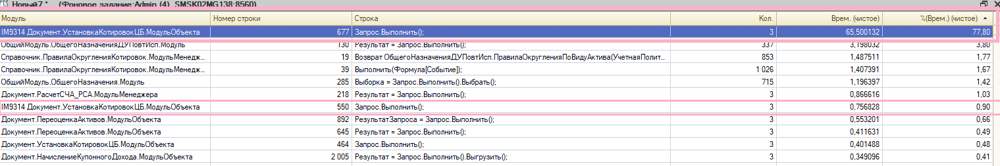 Новый7 * (Фоновое задание:Admin (4), SMSK02MG138:8560)
Модуль Номер строки Строка Кол. Врем. (чистое) %(Врем.) (чистое)
IM9314 Документ.УстановкаКотировокЦБ.МодульОбъекта 677 Запрос.Выполнить(); 3 65,500132 77,80
ОбщийМодуль.ОбщегоНазначенияДУПовтИсп.Модуль 130 Результат = Запрос.Выполнить(); 337 3,198032 3,80
Справочник.ПравилаОкругленияКотировок.МодульМенедж... 19 Возврат ОбщегоНазначенияДУПовтИсп.ПравилаОкругленияПоВидуАктива(УчетнаяПолит... 853 1,487511 1,77
Справочник.ПравилаОкругленияКотировок.МодульМенедж... 39 Выполнить(Формула[Событие]); 1 026 1,407391 1,67
ОбщийМодуль.ОбщегоНазначения.Модуль 285 Выборка = Запрос.Выполнить().Выбрать(); 715 1,196397 1,42
Документ.РасчетСЧА_РСА.МодульМенеджера 218 Результат = Запрос.Выполнить(); 3 0,866616 1,03
IM9314 Документ.УстановкаКотировокЦБ.МодульОбъекта 550 Запрос.Выполнить(); 3 0,756828 0,90
Документ.ПереоценкаАктивов.МодульОбъекта 892 РезультатЗапроса = Запрос.Выполнить(); 3 0,553201 0,66
Документ.ПереоценкаАктивов.МодульОбъекта 645 Результат = Запрос.Выполнить(); 3 0,411631 0,49
Документ.УстановкаКотировокЦБ.МодульОбъекта 464 Запрос.Выполнить(); 3 0,401488 0,48
Документ.НачислениеКупонногоДохода.МодульОбъекта 2 005 Результат = Запрос.Выполнить().Выгрузить(); 3 0,349096 0,41